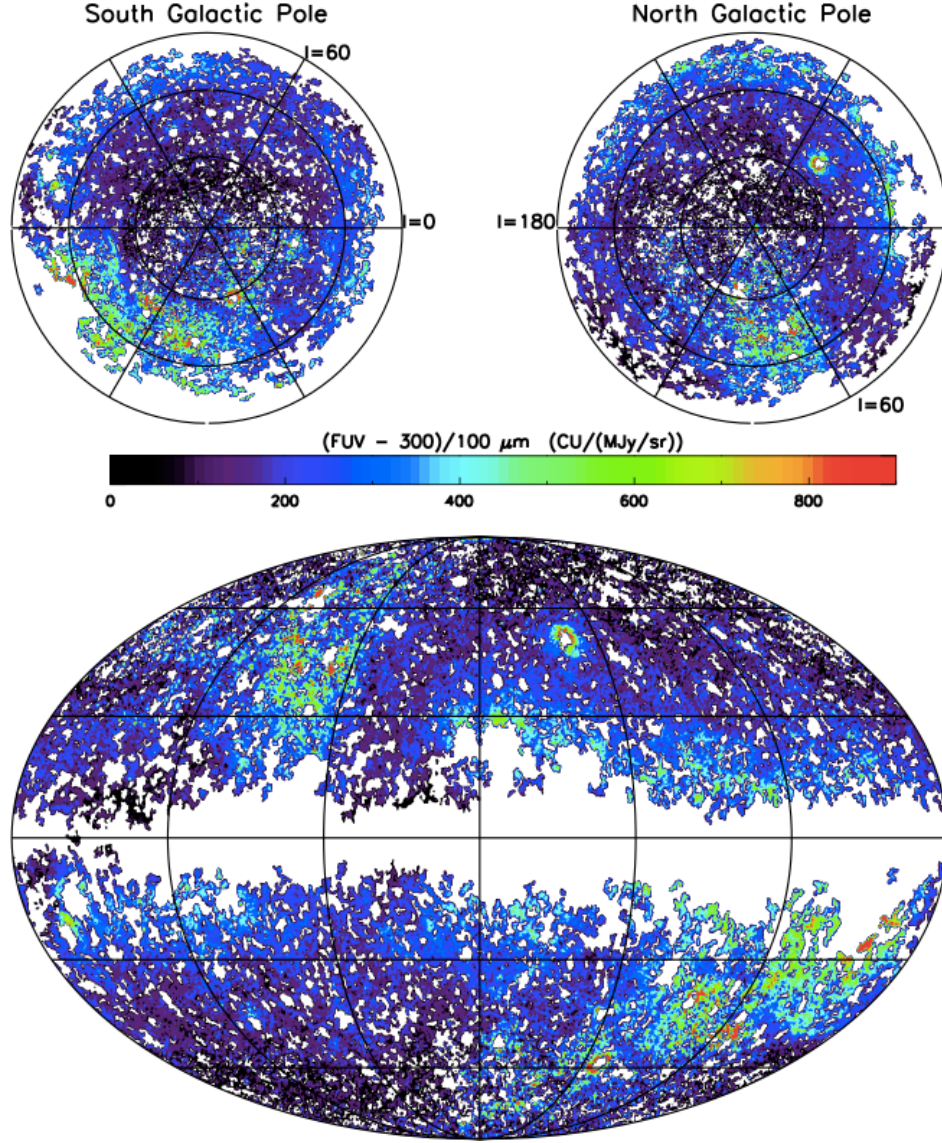 South Galactic Pole
North Galactic Pole
l=60
l=0
l=180
l=60
(FUV − 300)/100 μm (CU/(MJy/sr))
0 200 400 600 800